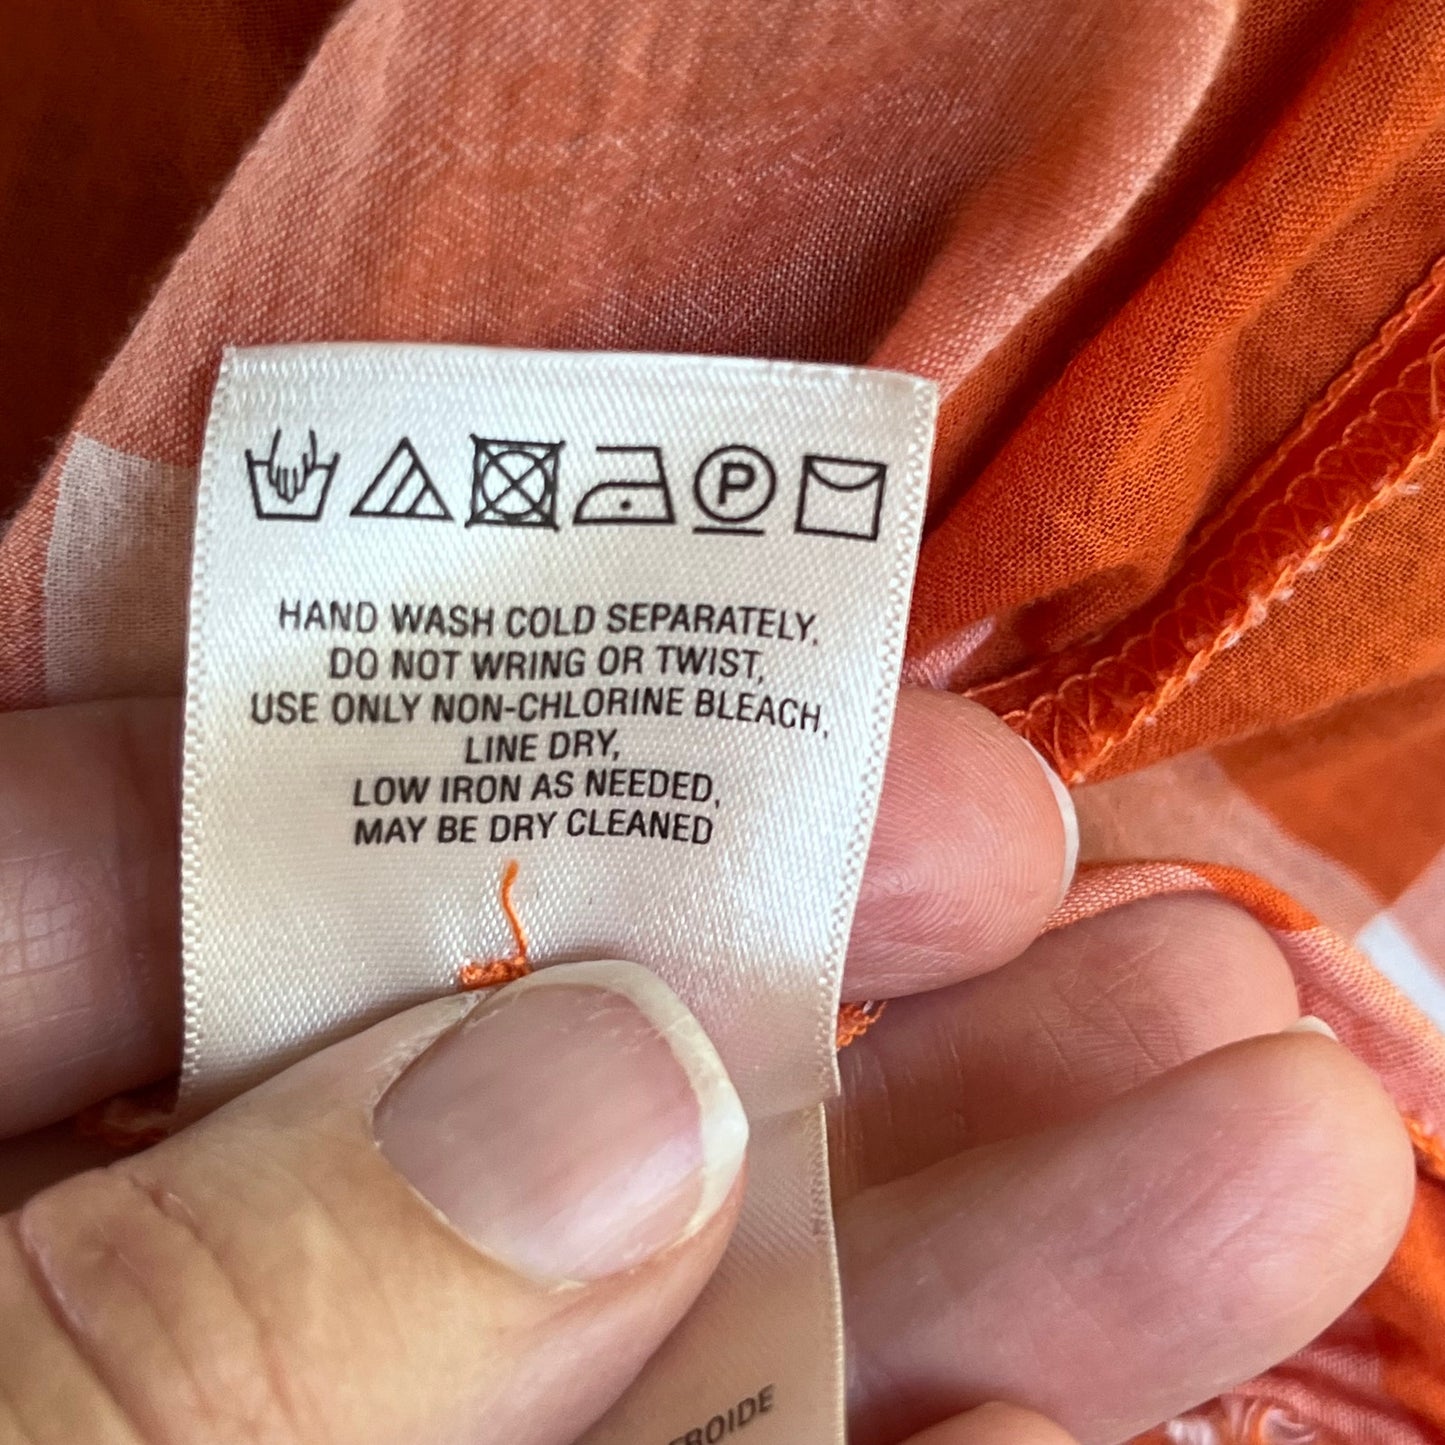 P
HAND WASH COLD SEPARATELY,
DO NOT WRING OR TWIST,
USE ONLY NON-CHLORINE BLEACH,
LINE DRY,
LOW IRON AS NEEDED,
MAY BE DRY CLEANED